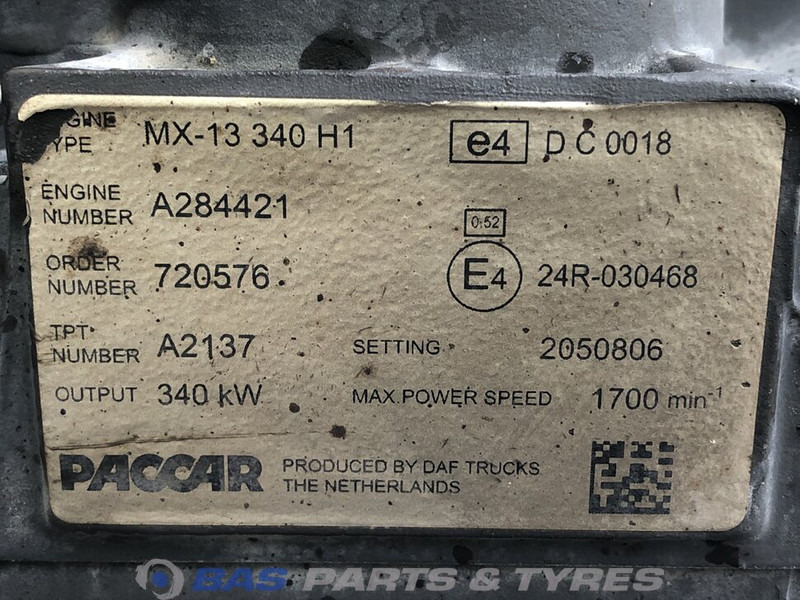 ENGINE TYPE MX-13 340 H1 e4 D C 0018
ENGINE NUMBER A284421
0.52
ORDER NUMBER 720576 E4 24R-030468
TPT NUMBER A2137 SETTING 2050806
OUTPUT 340 kW MAX.POWER SPEED 1700 min-1
PACCAR PRODUCED BY DAF TRUCKS
THE NETHERLANDS
BAS PARTS & TYRES